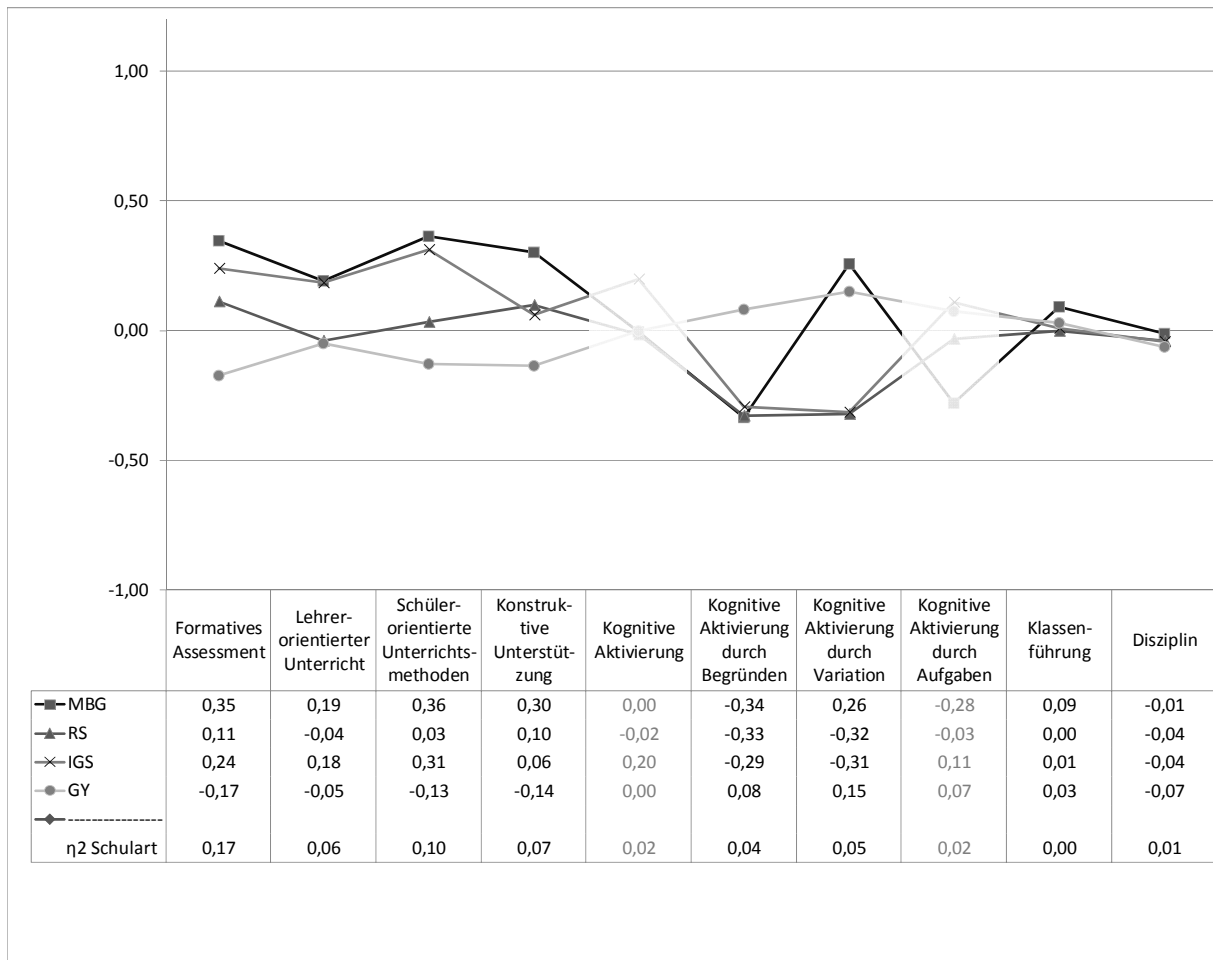 1,00
0,50
0,00
-0,50
-1,00
Formatives
Assessment
Lehrer-
orientierter
Unterricht
Schüler-
orientierte
Unterrichts-
methoden
Konstruk-
tive
Unterstüt-
zung
Kognitive
Aktivierung
Kognitive
Aktivierung
durch
Begründen
Kognitive
Aktivierung
durch
Variation
Kognitive
Aktivierung
durch
Aufgaben
Klassen-
führung
Disziplin
MBG 0,35 0,19 0,36 0,30 0,00 -0,34 0,26 -0,28 0,09 -0,01
RS 0,11 -0,04 0,03 0,10 -0,02 -0,33 -0,32 -0,03 0,00 -0,04
IGS 0,24 0,18 0,31 0,06 0,20 -0,29 -0,31 0,11 0,01 -0,04
GY -0,17 -0,05 -0,13 -0,14 0,00 0,08 0,15 0,07 0,03 -0,07
----------------
η2 Schulart 0,17 0,06 0,10 0,07 0,02 0,04 0,05 0,02 0,00 0,01